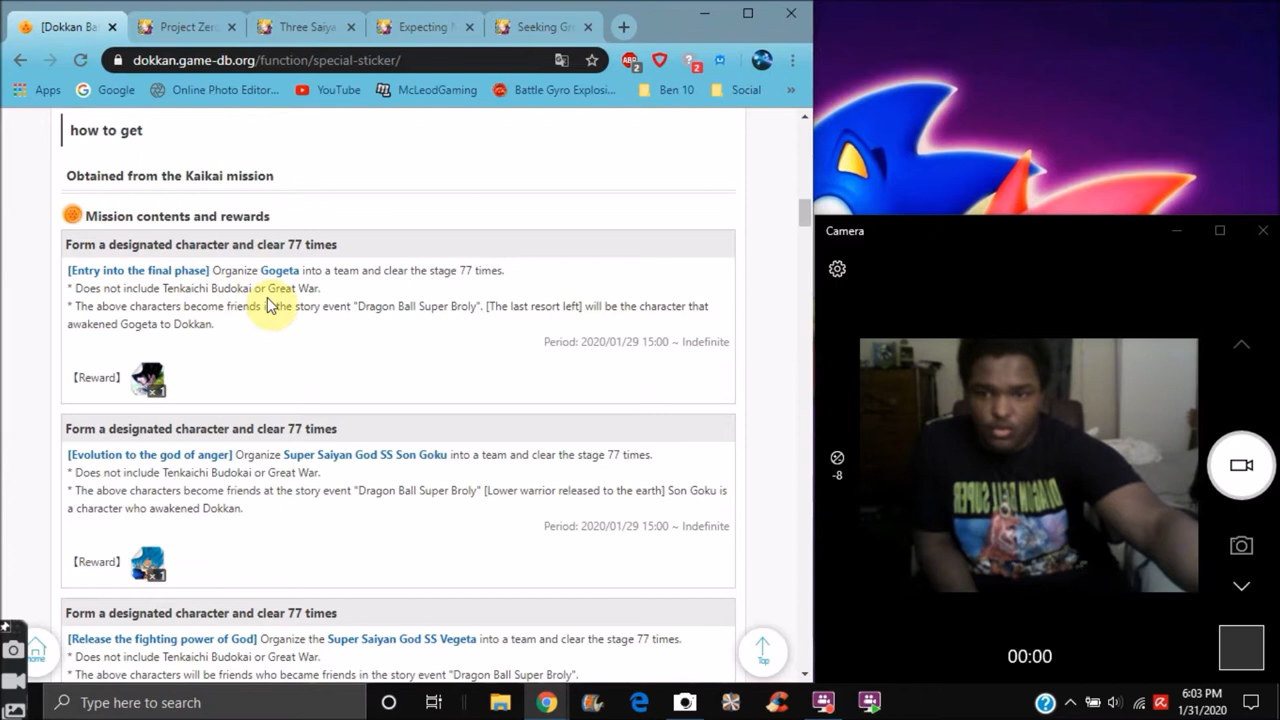 [Dokkan Ba
Project Zero
Three Saiya
Expecting
Seeking Gr
dokkan.game-db.org/function/special-sticker/
2
2
Apps
Google
Online Photo Editor...
YouTube
McLeodGaming
Battle Gyro Explosi...
Ben 10
Social
»
how to get
Obtained from the Kaikai mission
Mission contents and rewards
Form a designated character and clear 77 times
[Entry into the final phase] Organize Gogeta into a team and clear the stage 77 times.
* Does not include Tenkaichi Budokai or Great War.
* The above characters become friends in the story event "Dragon Ball Super Broly". [The last resort left] will be the character that
awakened Gogeta to Dokkan.
Period: 2020/01/29 15:00 ~ Indefinite
【Reward】
×1
Form a designated character and clear 77 times
[Evolution to the god of anger] Organize Super Saiyan God SS Son Goku into a team and clear the stage 77 times.
* Does not include Tenkaichi Budokai or Great War.
* The above characters become friends at the story event "Dragon Ball Super Broly" [Lower warrior released to the earth] Son Goku is
a character who awakened Dokkan.
Period: 2020/01/29 15:00 ~ Indefinite
【Reward】
×1
Form a designated character and clear 77 times
[Release the fighting power of God] Organize the Super Saiyan God SS Vegeta into a team and clear the stage 77 times.
* Does not include Tenkaichi Budokai or Great War.
* The above characters will be friends who became friends in the story event "Dragon Ball Super Broly".
home
Top
Camera
-8
DRAGON BALL SUPER
00:00
Type here to search
6:03 PM
1/31/2020